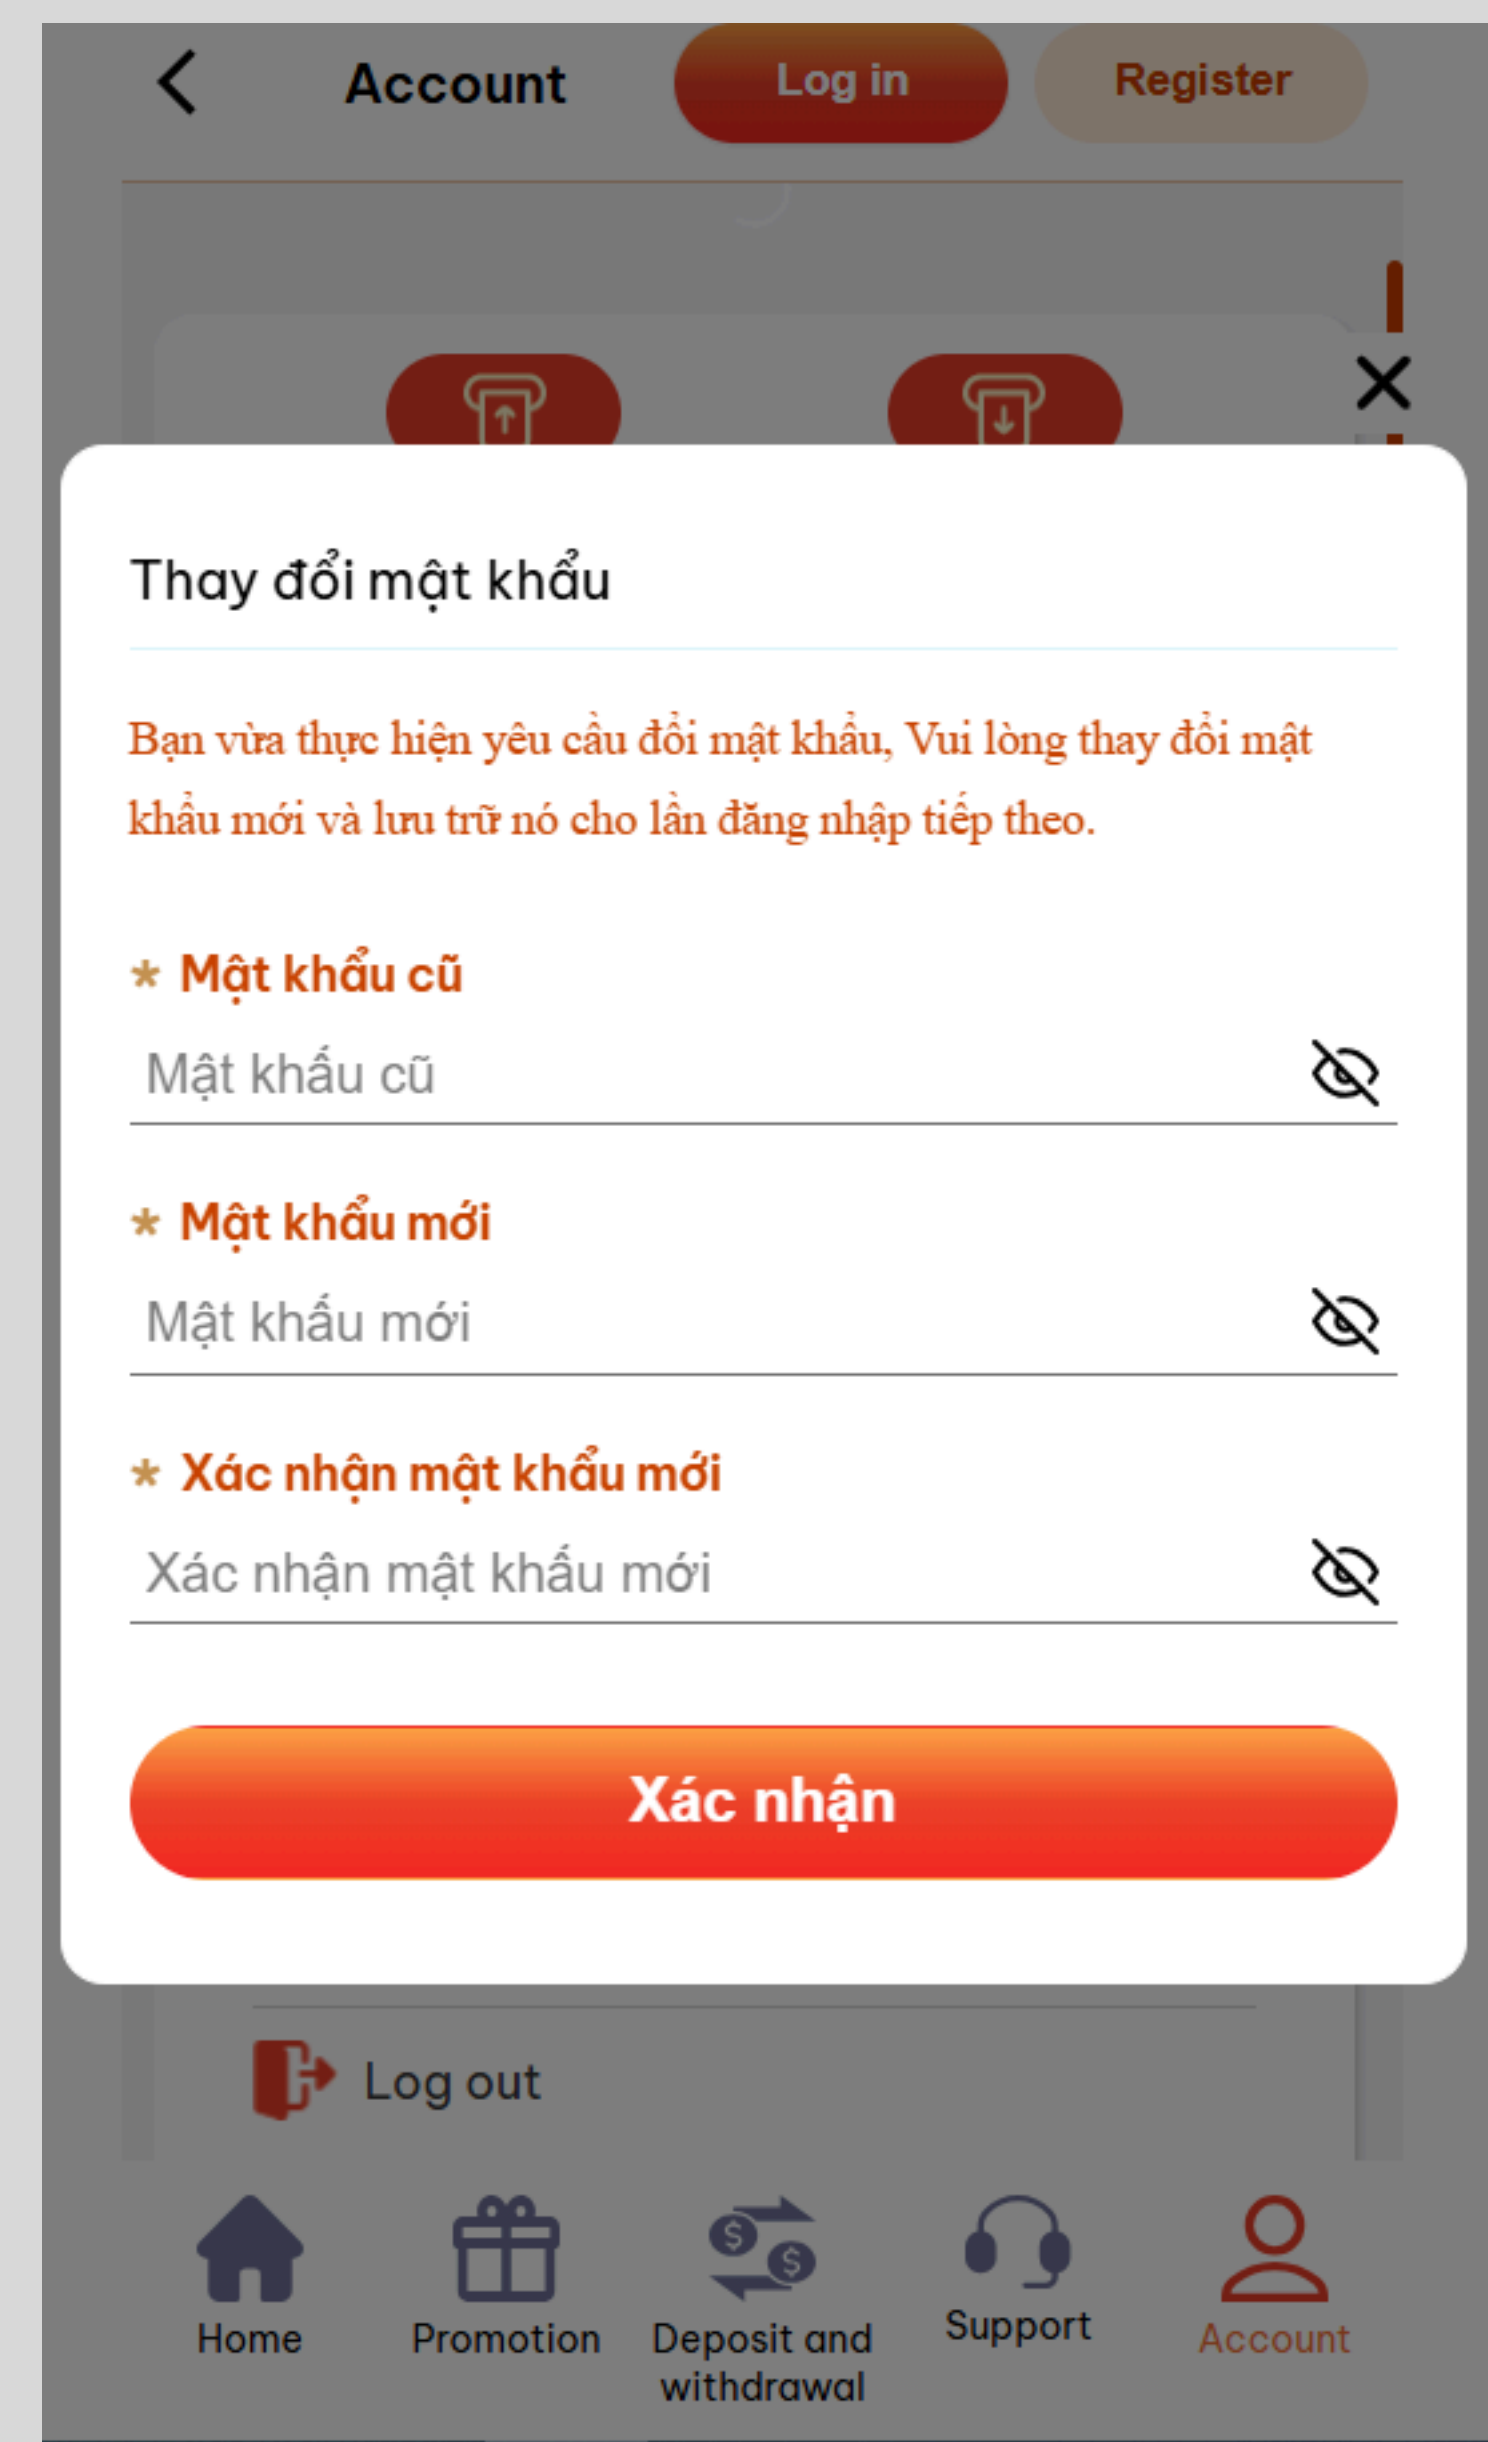 Account
Log in
Register
Thay đổi mật khẩu
Bạn vừa thực hiện yêu cầu đổi mật khẩu, Vui lòng thay đổi mật
khẩu mới và lưu trữ nó cho lần đăng nhập tiếp theo.
* Mật khẩu cũ
Mật khẩu cũ
* Mật khẩu mới
Mật khẩu mới
* Xác nhận mật khẩu mới
Xác nhận mật khẩu mới
Xác nhận
Log out
Home
Promotion
Deposit and
withdrawal
Support
Account